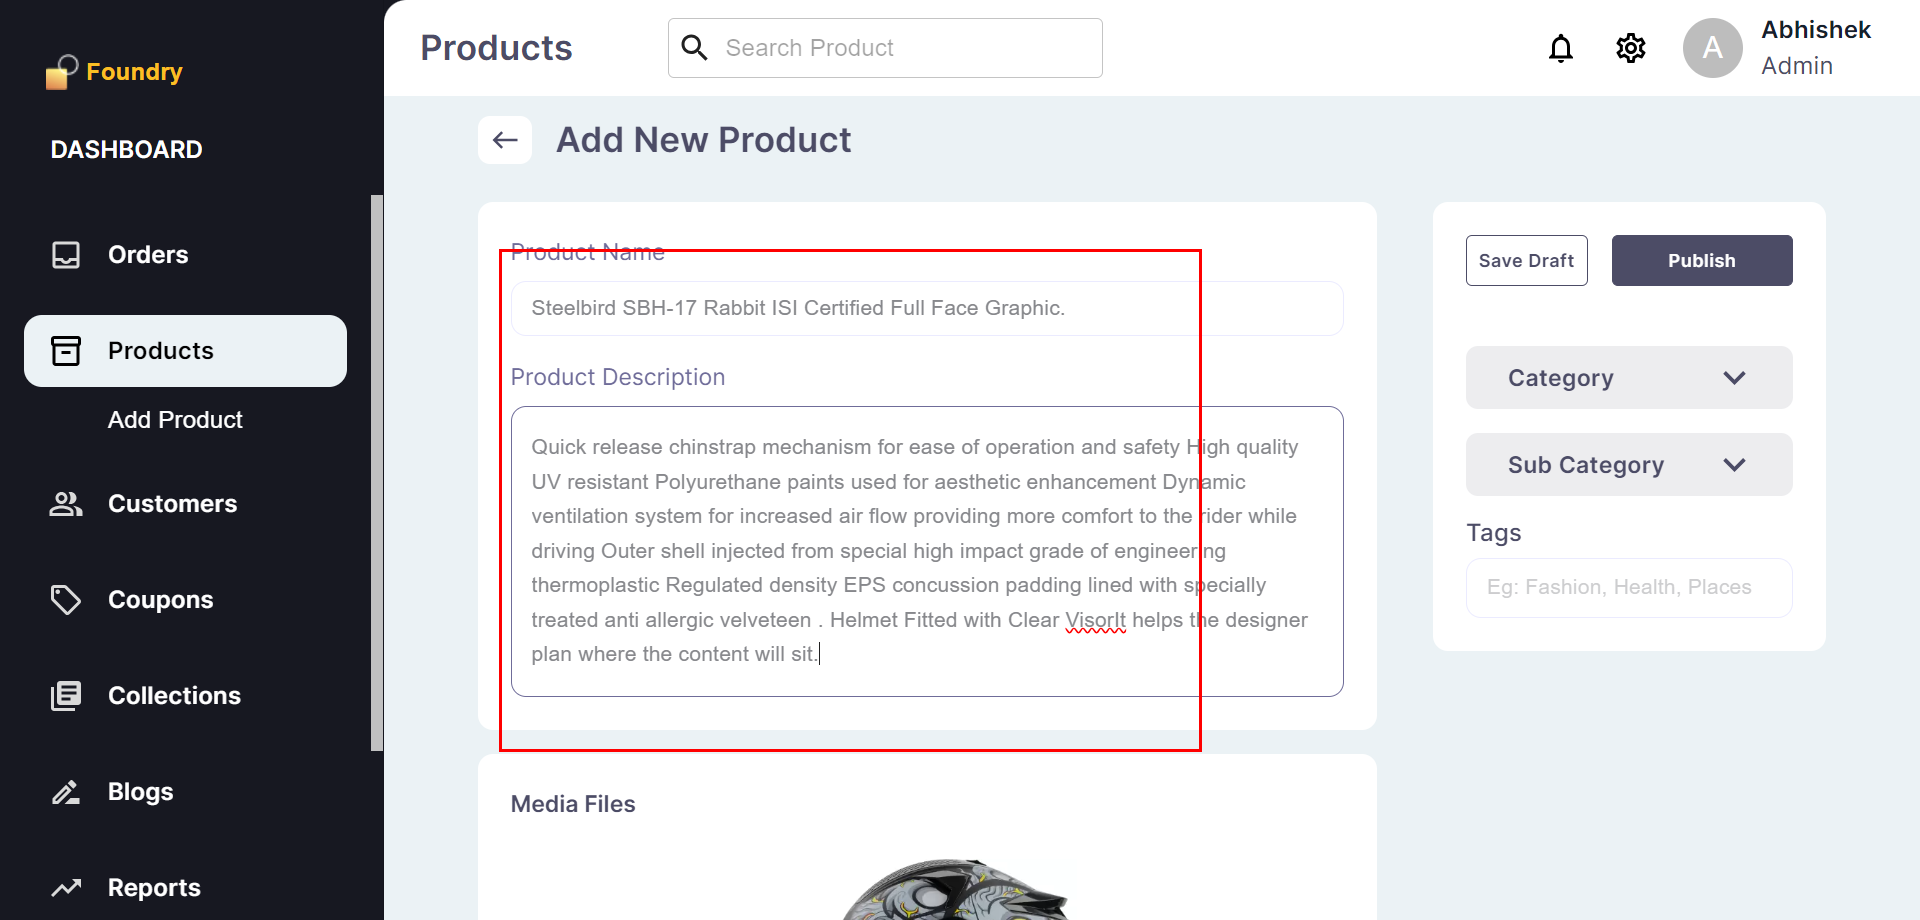 Foundry
DASHBOARD
Orders
Products
Add Product
Customers
Coupons
Collections
Blogs
Reports
Products
Search Product
A
Abhishek
Admin
Add New Product
Product Name
Steelbird SBH-17 Rabbit ISI Certified Full Face Graphic.
Product Description
Quick release chinstrap mechanism for ease of operation and safety High quality
UV resistant Polyurethane paints used for aesthetic enhancement Dynamic
ventilation system for increased air flow providing more comfort to the rider while
driving Outer shell injected from special high impact grade of engineering
thermoplastic Regulated density EPS concussion padding lined with specially
treated anti allergic velveteen . Helmet Fitted with Clear VisorIt helps the designer
plan where the content will sit.
Media Files
Save Draft
Publish
Category
Sub Category
Tags
Eg: Fashion, Health, Places